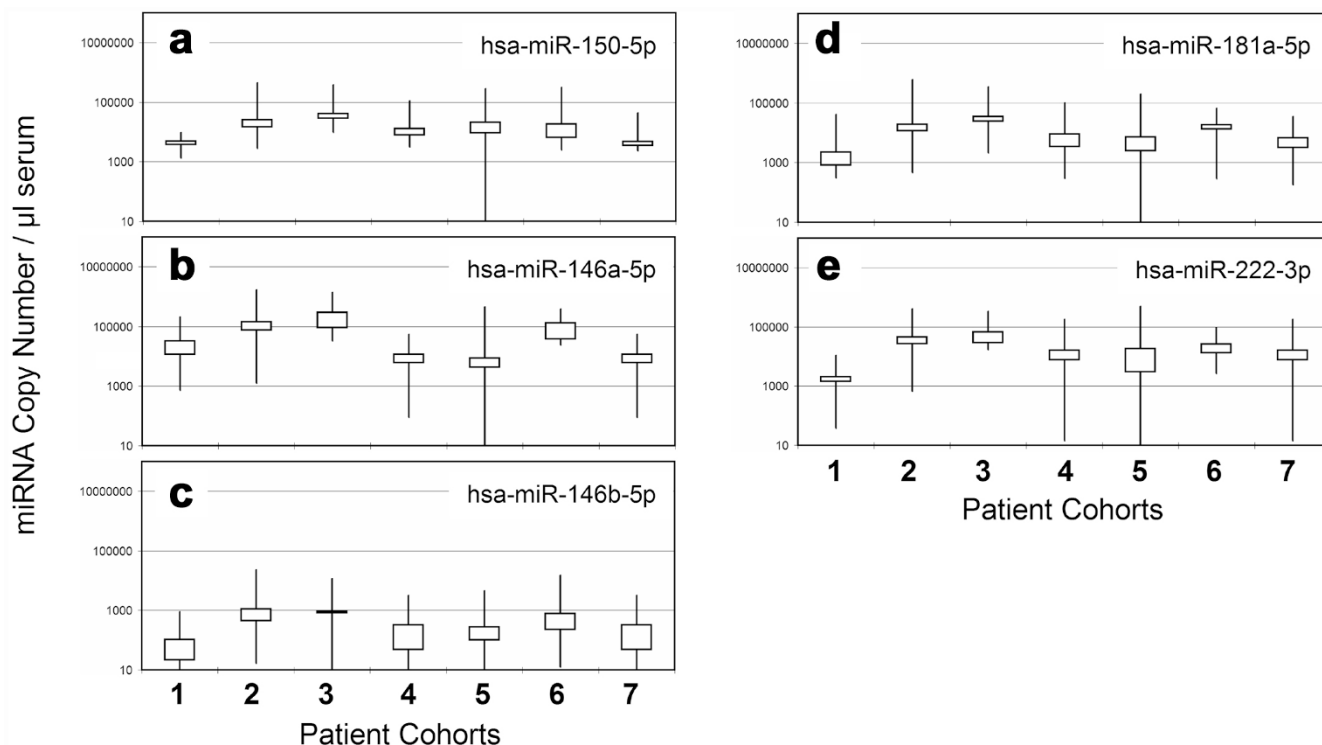 miRNA Copy Number / µl serum
a
hsa-miR-150-5p
10000000
100000
1000
10
b
hsa-miR-146a-5p
10000000
100000
1000
10
c
hsa-miR-146b-5p
10000000
100000
1000
10
1 2 3 4 5 6 7
Patient Cohorts
d
hsa-miR-181a-5p
10000000
100000
1000
10
e
hsa-miR-222-3p
10000000
100000
1000
10
1 2 3 4 5 6 7
Patient Cohorts